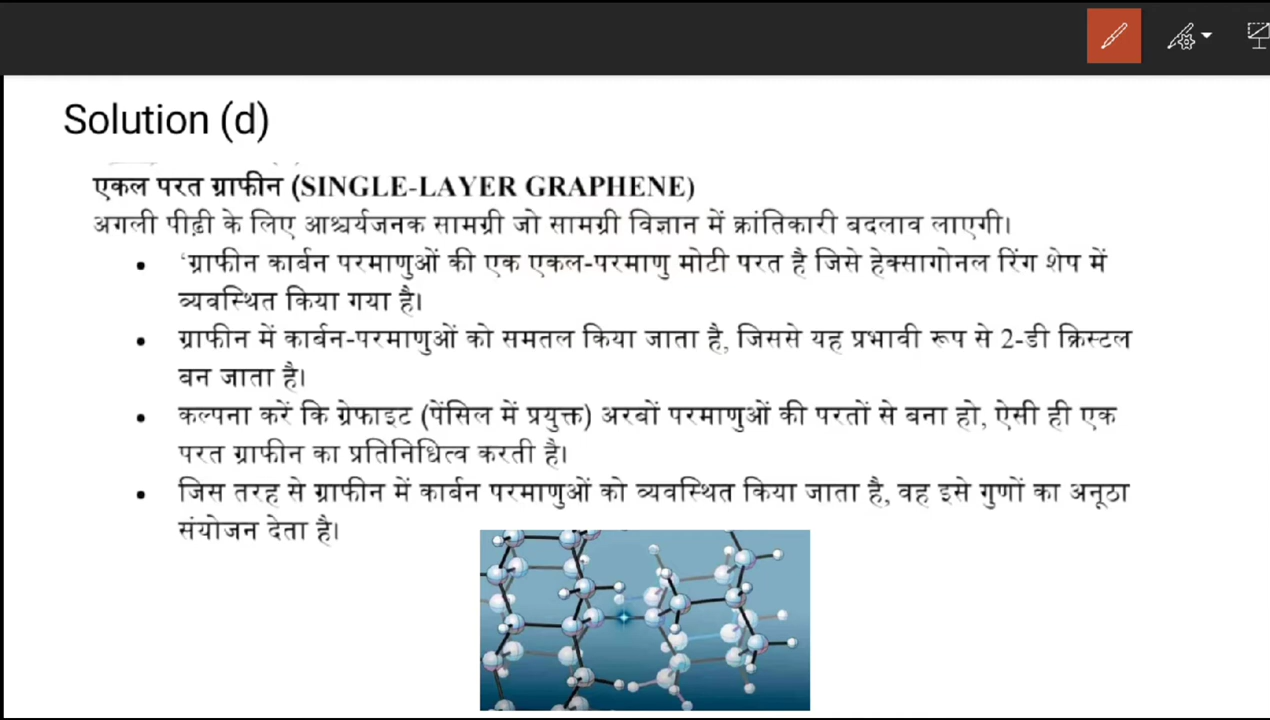 Solution (d)
एकल परत ग्राफीन (SINGLE-LAYER GRAPHENE)
अगली पीढ़ी के लिए आश्चर्यजनक सामग्री जो सामग्री विज्ञान में क्रांतिकारी बदलाव लाएगी।
• 'ग्राफीन कार्बन परमाणुओं की एक एकल-परमाणु मोटी परत है जिसे हेक्सागोनल रिंग शेप में
व्यवस्थित किया गया है।
• ग्राफीन में कार्बन-परमाणुओं को समतल किया जाता है, जिससे यह प्रभावी रूप से 2-डी क्रिस्टल
बन जाता है।
• कल्पना करें कि ग्रेफाइट (पेंसिल में प्रयुक्त) अरबों परमाणुओं की परतों से बना हो, ऐसी ही एक
परत ग्राफीन का प्रतिनिधित्व करती है।
• जिस तरह से ग्राफीन में कार्बन परमाणुओं को व्यवस्थित किया जाता है, वह इसे गुणों का अनूठा
संयोजन देता है।